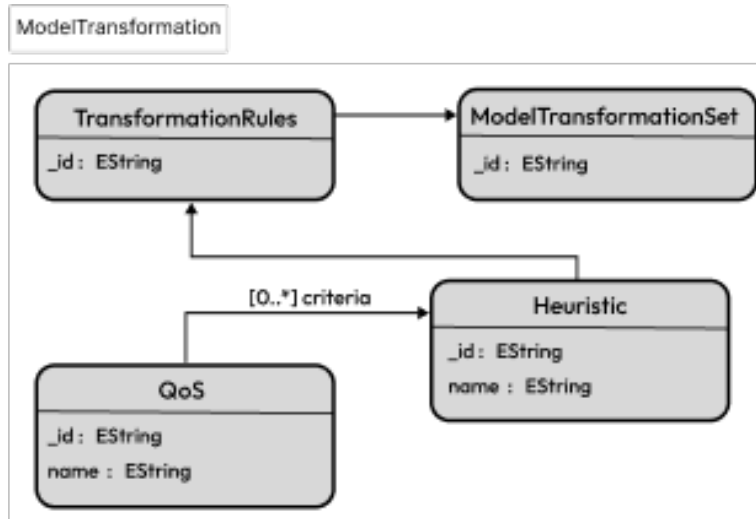 ModelTransformation
TransformationRules
_id : EString
ModelTransformationSet
_id : EString
[0..*] criteria
Heuristic
_id : EString
name : EString
QoS
_id : EString
name : EString